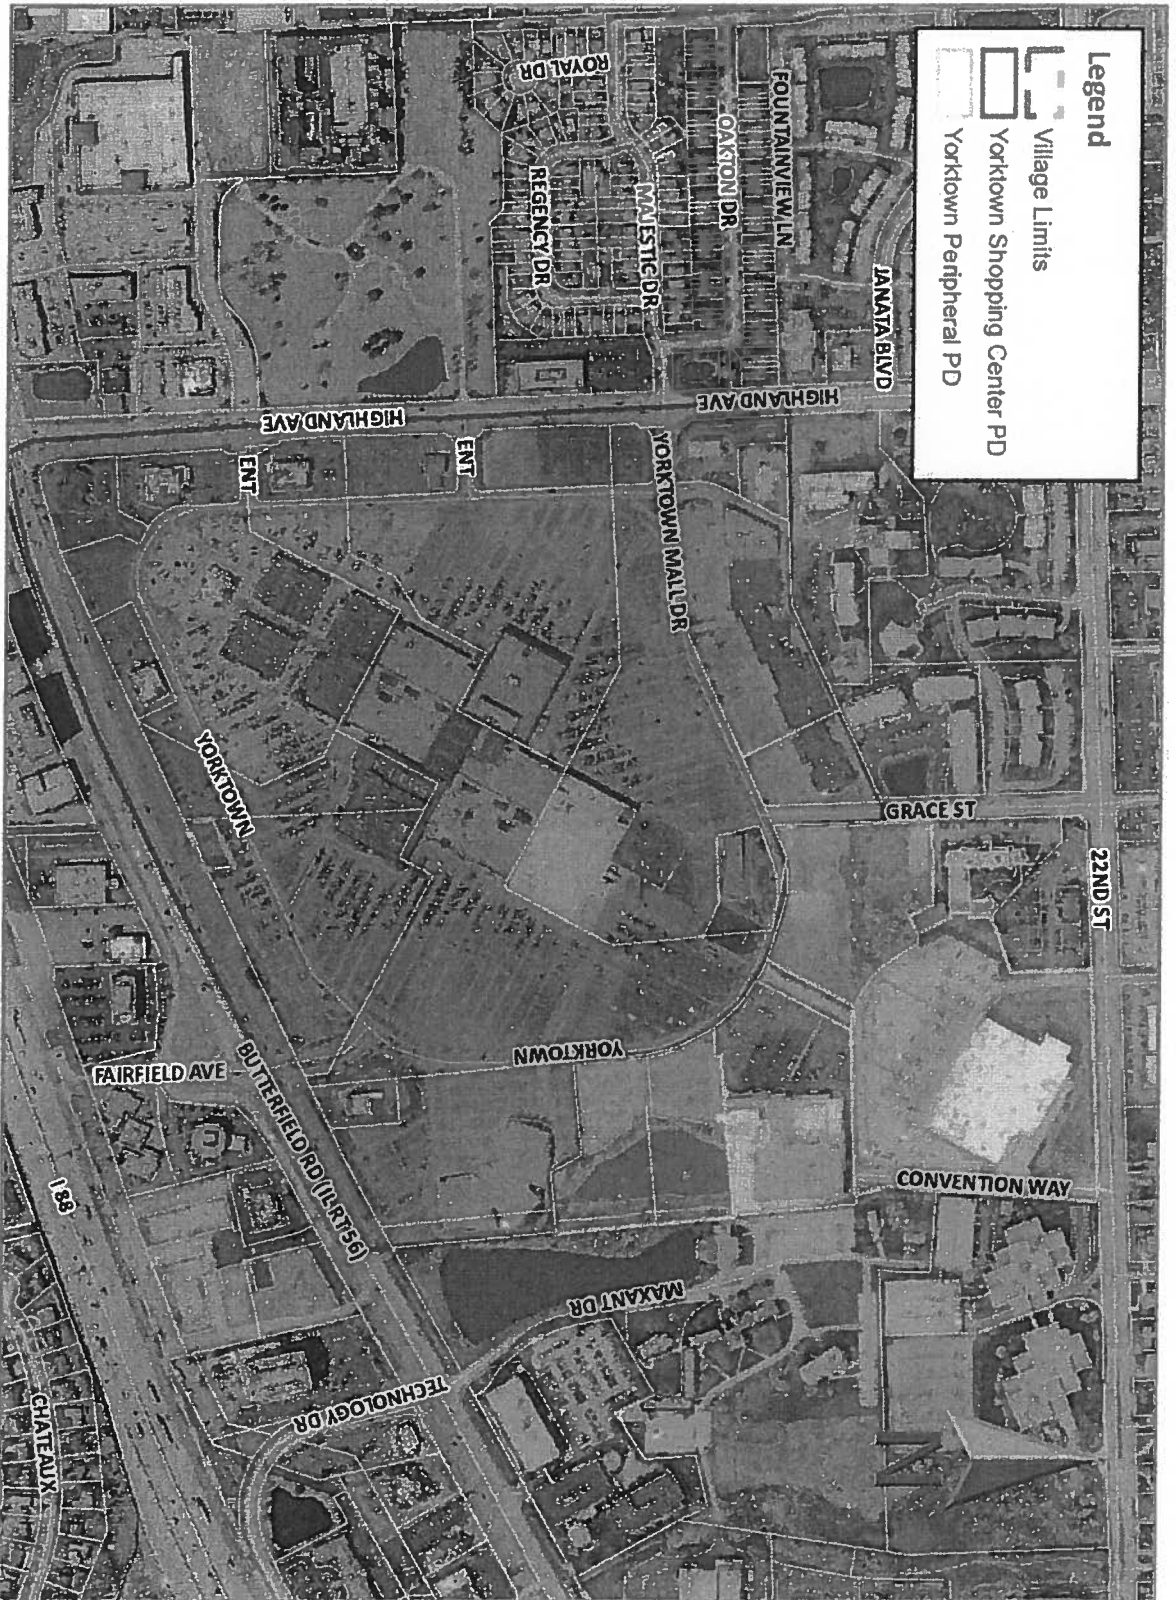 Legend
Village Limits
Yorktown Shopping Center PD
Yorktown Peripheral PD
22ND ST
JANATA BLVD
FOUNTAINVIEW LN
OAKTON DR
MAJESTIC DR
ROYAL DR
REGENCY DR
HIGHLAND AVE
HIGHLAND AVE
YORKTOWN MALL DR
ENT
ENT
GRACE ST
CONVENTION WAY
YORKTOWN
YORKTOWN
MAXANT DR
FAIRFIELD AVE
BUTTERFIELD RD (IL RT 56)
TECHNOLOGY DR
I 88
CHATEAUX
N